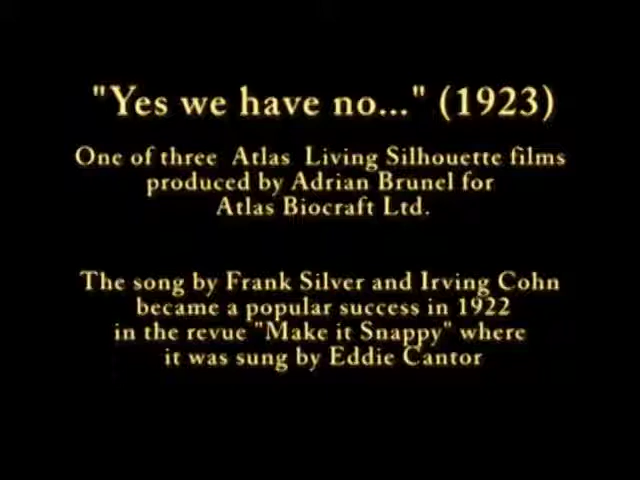 "Yes we have no..." (1923)
One of three Atlas Living Silhouette films
produced by Adrian Brunel for
Atlas Biocraft Ltd.
The song by Frank Silver and Irving Cohn
became a popular success in 1922
in the revue "Make it Snappy" where
it was sung by Eddie Cantor